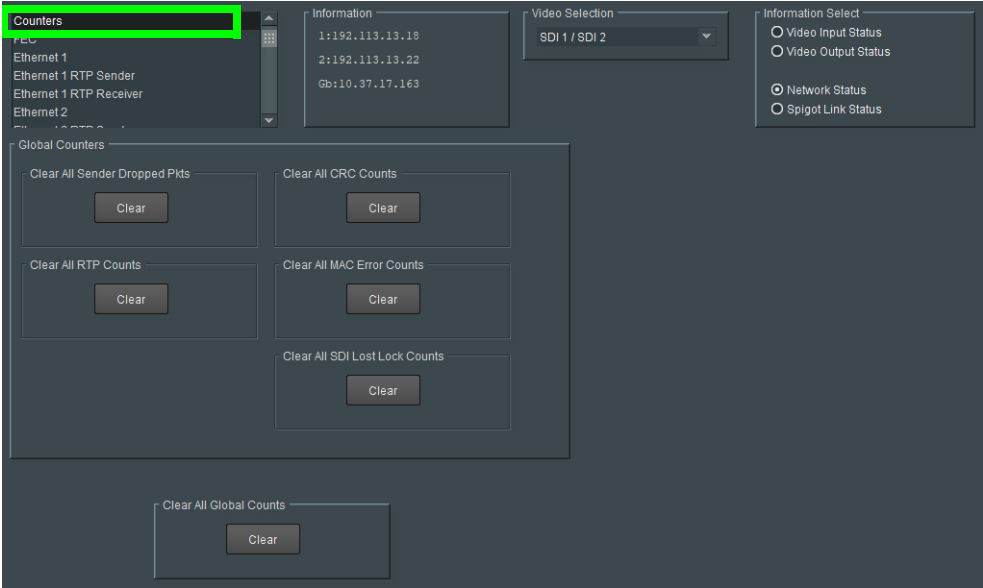 Counters
FEC
Ethernet 1
Ethernet 1 RTP Sender
Ethernet 1 RTP Receiver
Ethernet 2
Information
1:192.113.13.18
2:192.113.13.22
Gb:10.37.17.163
Video Selection
SDI 1 / SDI 2
Information Select
Video Input Status
Video Output Status
Network Status
Spigot Link Status
Global Counters
Clear All Sender Dropped Pkts
Clear
Clear All CRC Counts
Clear
Clear All RTP Counts
Clear
Clear All MAC Error Counts
Clear
Clear All SDI Lost Lock Counts
Clear
Clear All Global Counts
Clear